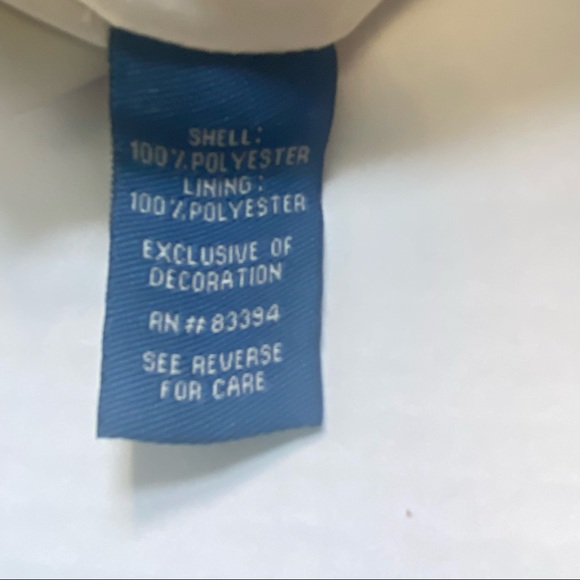 SHELL:
100% POLYESTER
LINING:
100% POLYESTER
EXCLUSIVE OF
DECORATION
RN # 83394
SEE REVERSE
FOR CARE